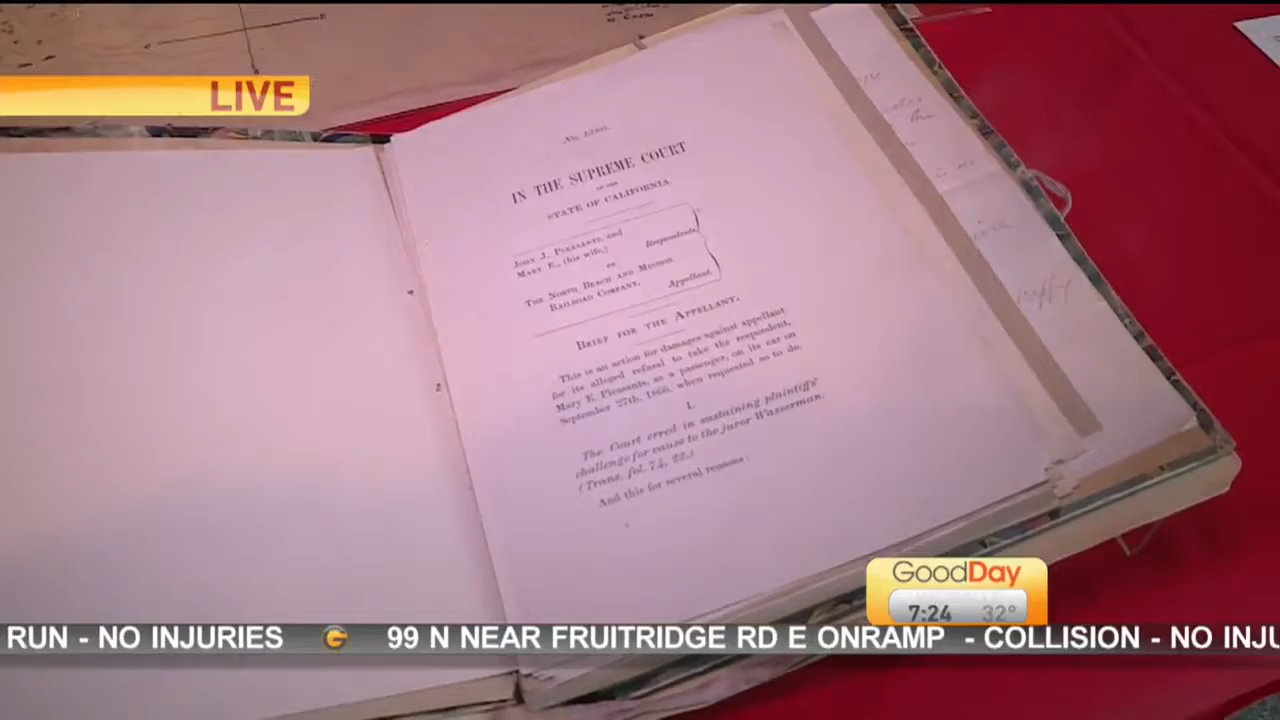 LIVE
IN THE SUPREME COURT
OF THE
STATE OF CALIFORNIA.
JOHN J. PLEASANTS, and
MARY E., (his wife,)
Respondents,
vs.
THE NORTH BEACH AND MISSION
RAILROAD COMPANY,
Appellant.
BRIEF FOR THE APPELLANT.
This is an action for damages against appellant
for its alleged refusal to take the respondent,
Mary E. Pleasants, as a passenger, on its car on
September 27th, 1866, when requested so to do.
I.
The Court erred in sustaining plaintiffs'
challenge for cause to the juror Wasserman.
(Trans. fol. 74, 22.)
And this for several reasons:
GoodDay
7:24 32°
RUN - NO INJURIES G 99 N NEAR FRUITRIDGE RD E ONRAMP - COLLISION - NO INJU